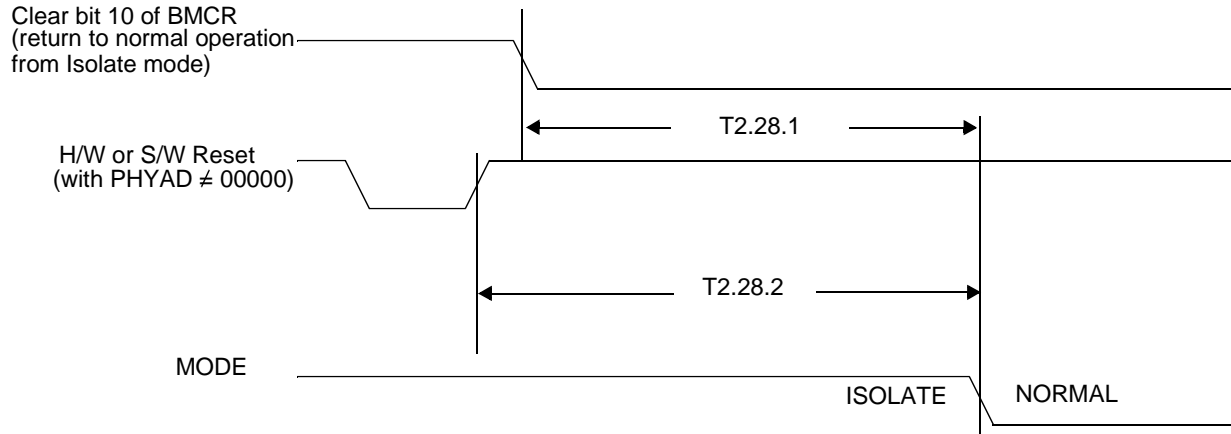 Clear bit 10 of BMCR
(return to normal operation
from Isolate mode)
T2.28.1
H/W or S/W Reset
(with PHYAD ≠ 00000)
T2.28.2
MODE
ISOLATE
NORMAL